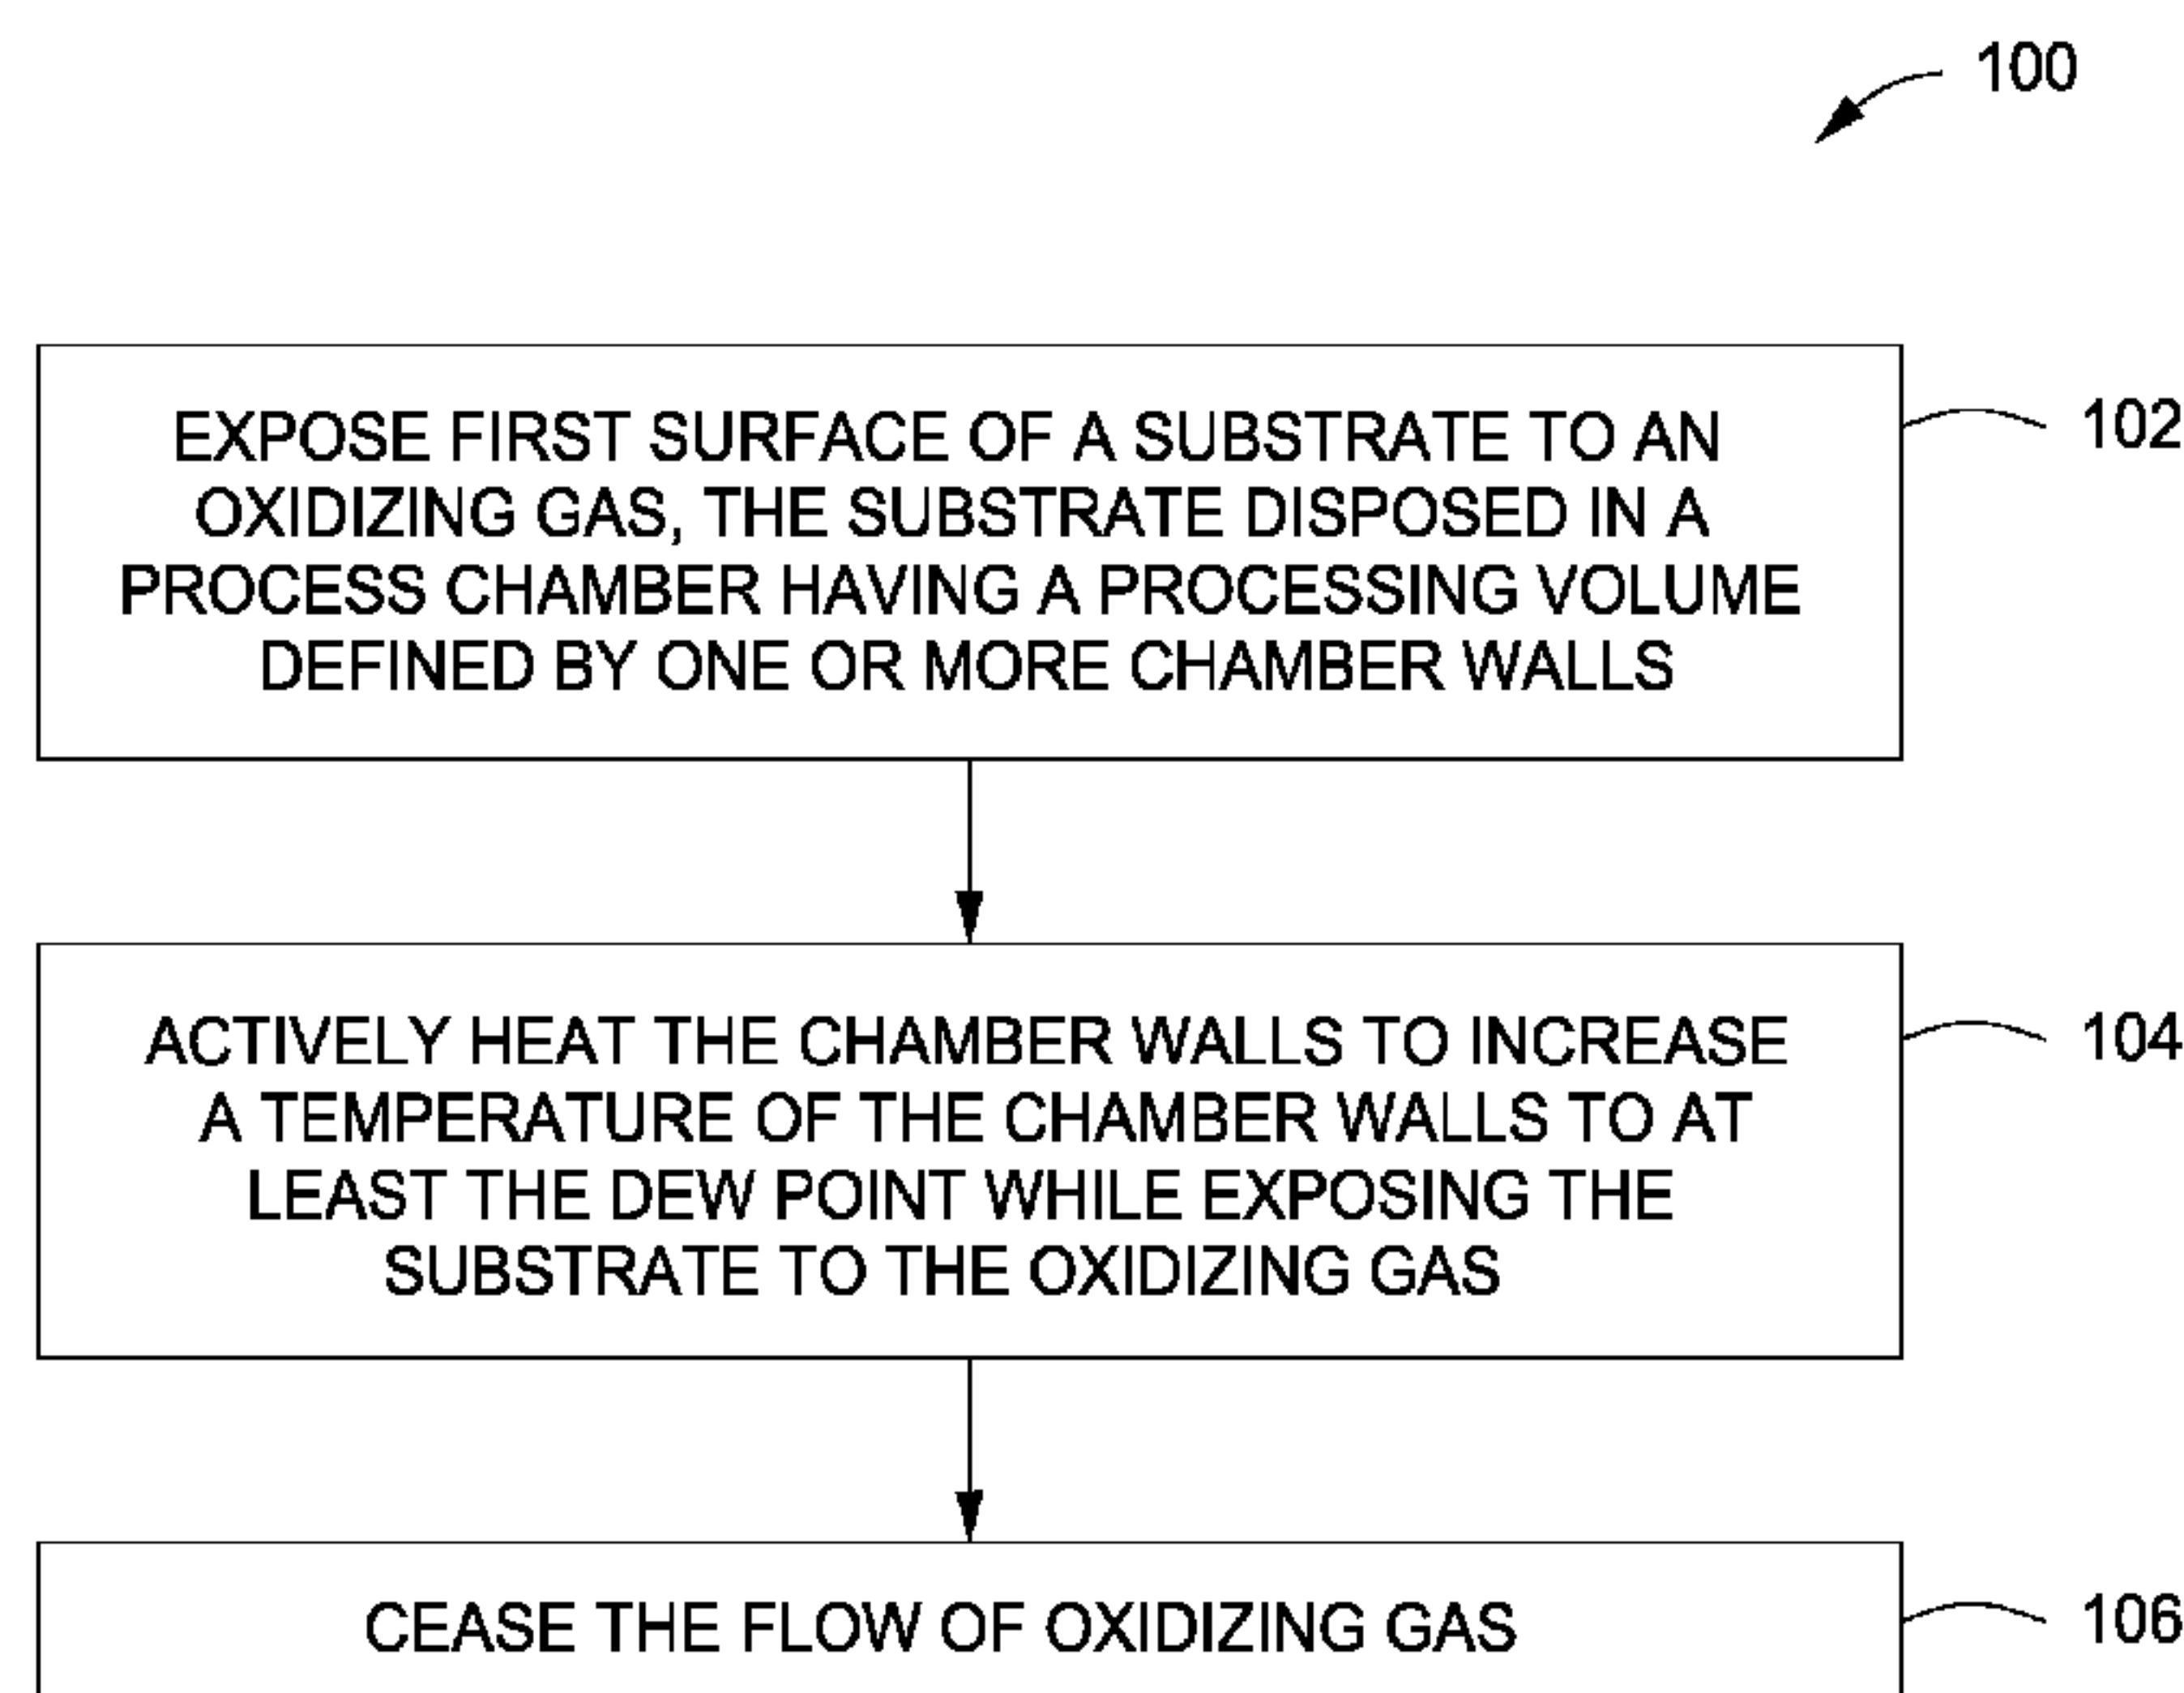 100
EXPOSE FIRST SURFACE OF A SUBSTRATE TO AN
OXIDIZING GAS, THE SUBSTRATE DISPOSED IN A
PROCESS CHAMBER HAVING A PROCESSING VOLUME
DEFINED BY ONE OR MORE CHAMBER WALLS
102
ACTIVELY HEAT THE CHAMBER WALLS TO INCREASE
A TEMPERATURE OF THE CHAMBER WALLS TO AT
LEAST THE DEW POINT WHILE EXPOSING THE
SUBSTRATE TO THE OXIDIZING GAS
104
CEASE THE FLOW OF OXIDIZING GAS
106